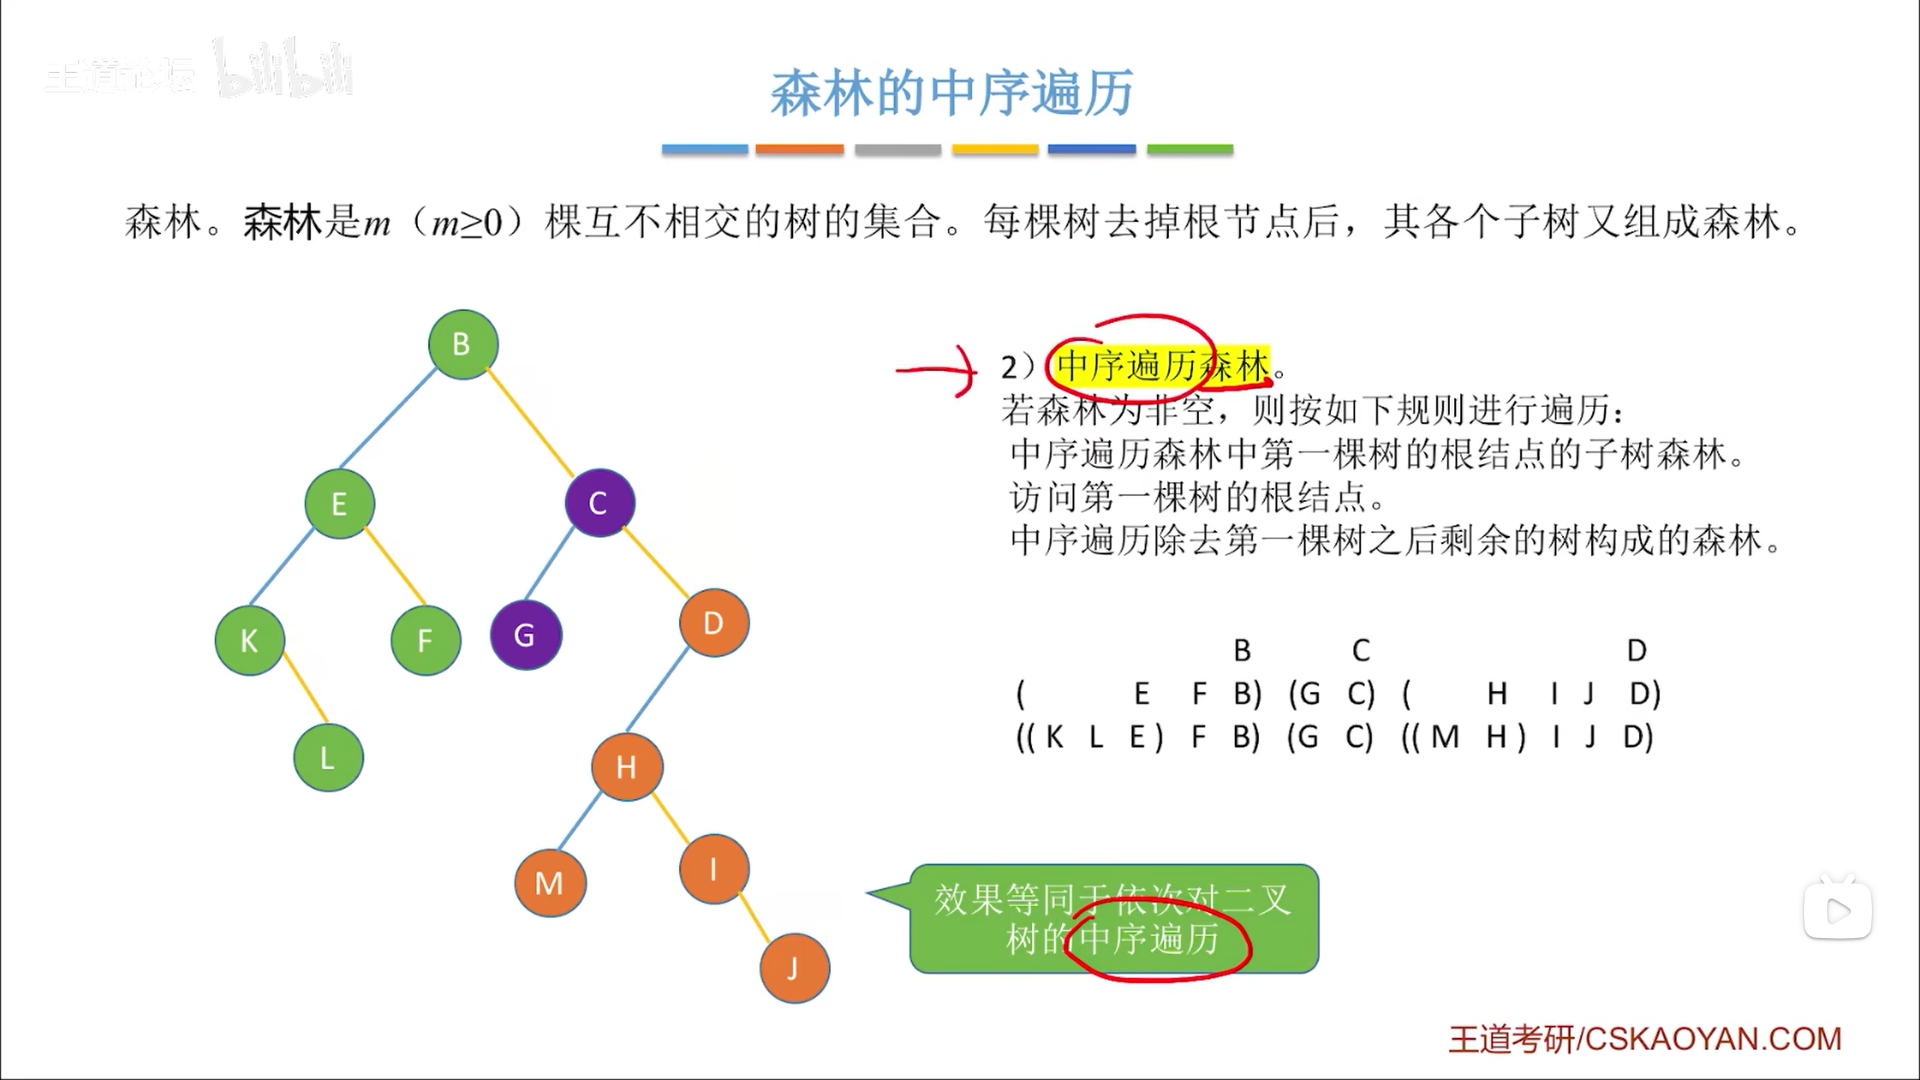 王道论坛 bilibili
森林的中序遍历
森林。森林是m（m≥0）棵互不相交的树的集合。每棵树去掉根节点后，其各个子树又组成森林。
B
E
C
K
F
G
D
L
H
M
I
J
2）中序遍历森林。
若森林为非空，则按如下规则进行遍历：
中序遍历森林中第一棵树的根结点的子树森林。
访问第一棵树的根结点。
中序遍历除去第一棵树之后剩余的树构成的森林。
B C D
( E F B) (G C) ( H I J D)
(( K L E ) F B) (G C) (( M H ) I J D)
效果等同于依次对二叉
树的中序遍历
王道考研/CSKAOYAN.COM